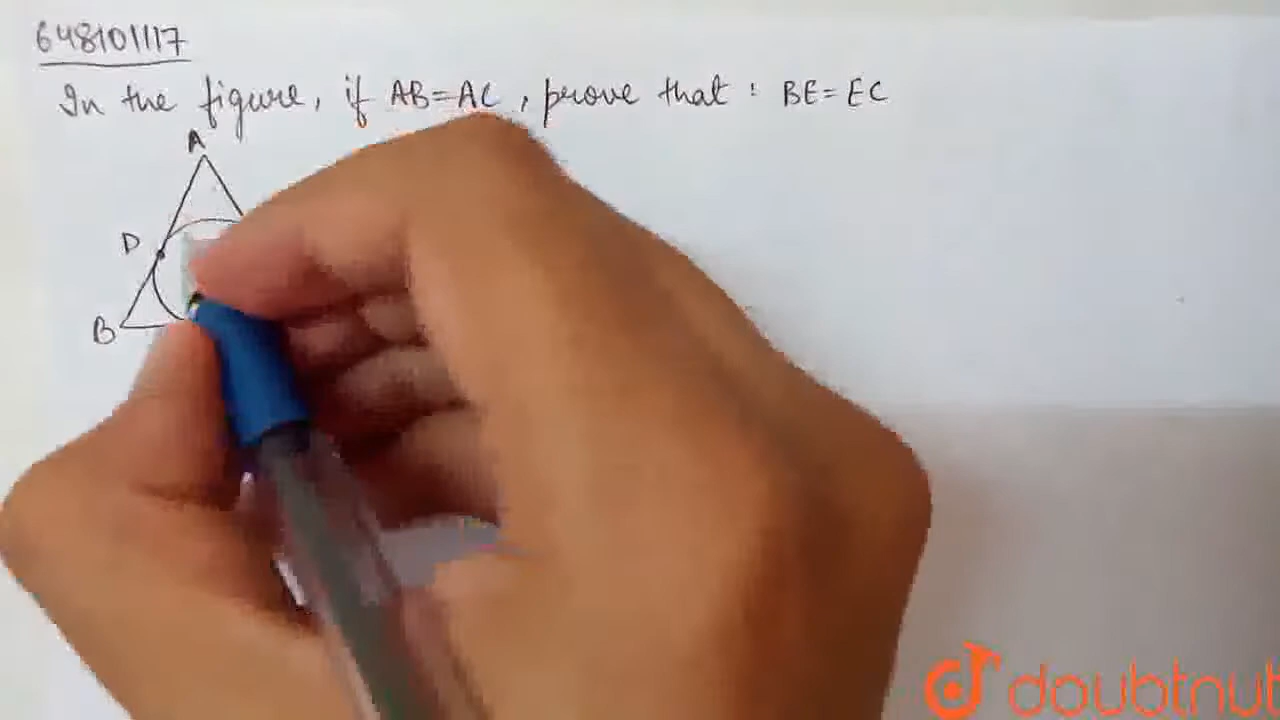 648101117
In the figure, if AB=AC, prove that : BE=EC
A
D
B
doubtnut